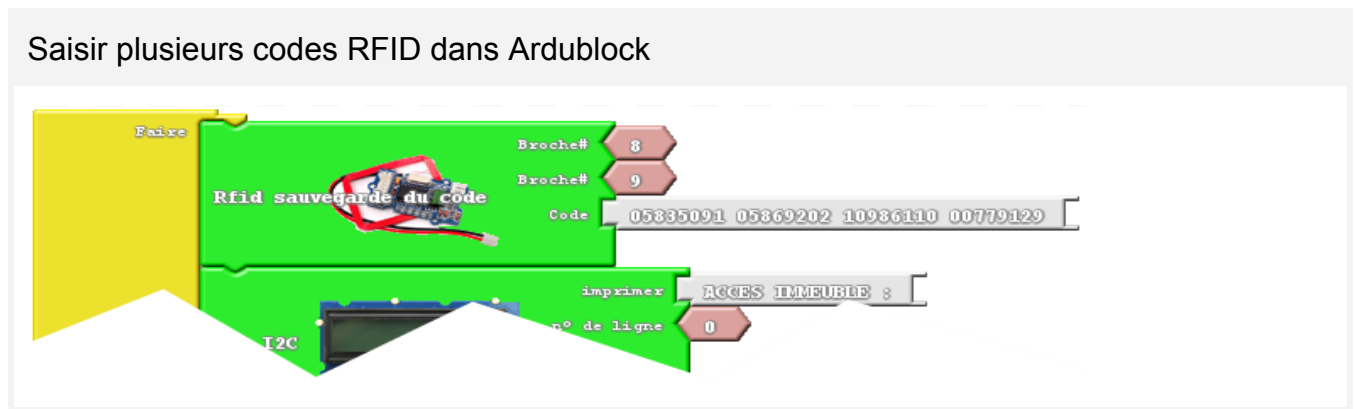 Saisir plusieurs codes RFID dans Ardublock
Faire
Broche# 8
Broche# 9
Rfid sauvegarde du code
Code 05835091 05869202 10986110 00779129
imprimer ACCES IMMEUBLE :
n° de ligne 0
I2C